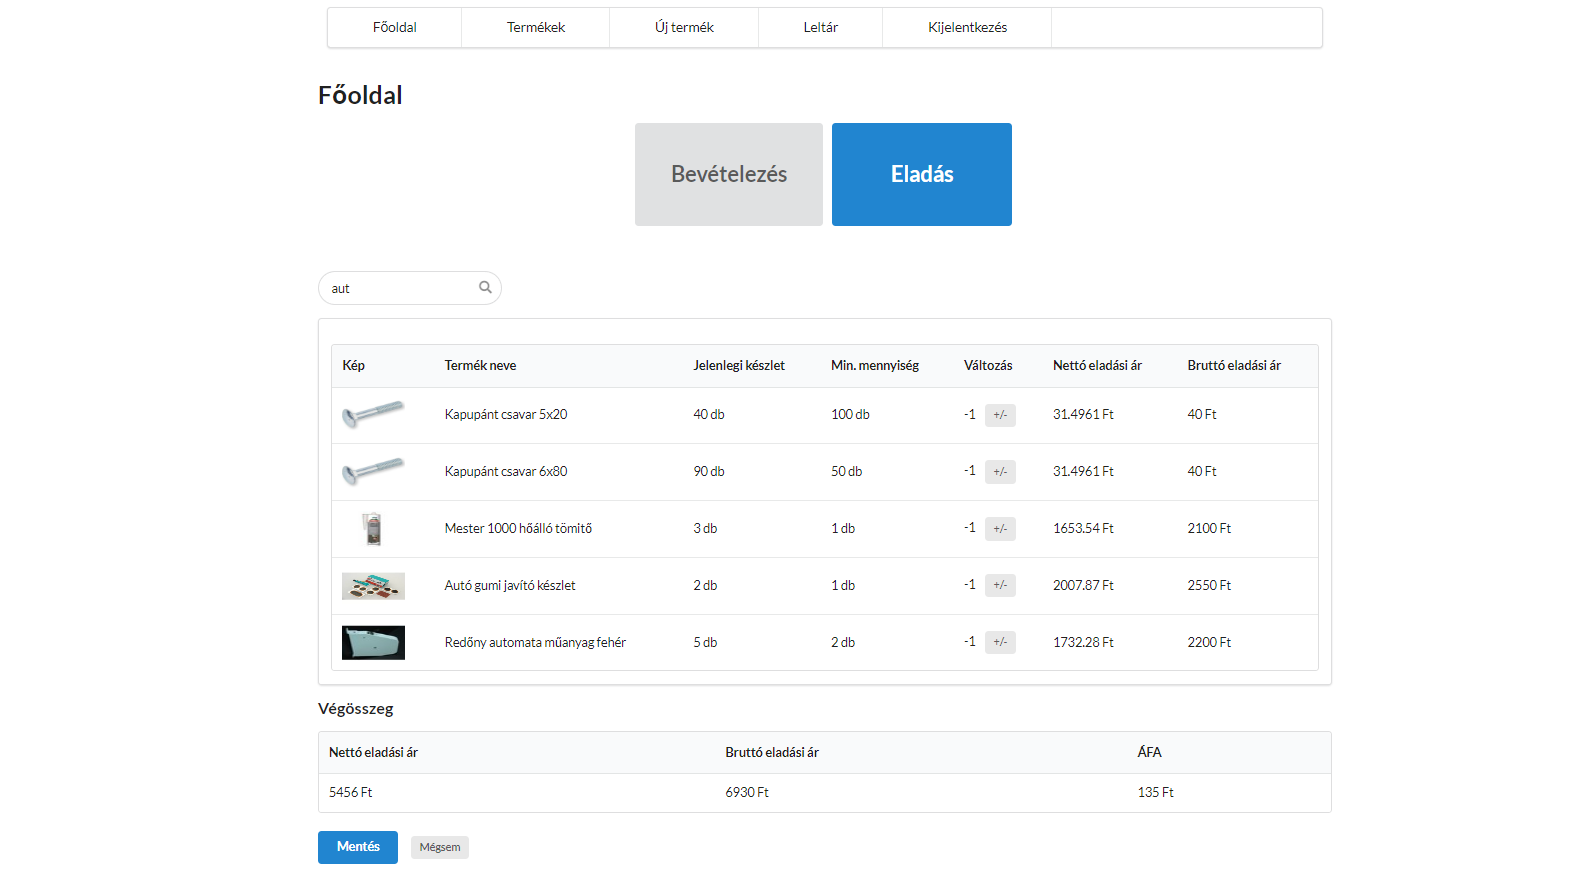 Főoldal Termékek Új termék Leltár Kijelentkezés
Főoldal
Bevételezés Eladás
aut
Kép Termék neve Jelenlegi készlet Min. mennyiség Változás Nettó eladási ár Bruttó eladási ár
Kapupánt csavar 5x20 40 db 100 db -1 +/- 31.4961 Ft 40 Ft
Kapupánt csavar 6x80 90 db 50 db -1 +/- 31.4961 Ft 40 Ft
Mester 1000 hőálló tömitő 3 db 1 db -1 +/- 1653.54 Ft 2100 Ft
Autó gumi javító készlet 2 db 1 db -1 +/- 2007.87 Ft 2550 Ft
Redőny automata műanyag fehér 5 db 2 db -1 +/- 1732.28 Ft 2200 Ft
Végösszeg
Nettó eladási ár Bruttó eladási ár ÁFA
5456 Ft 6930 Ft 135 Ft
Mentés Mégsem